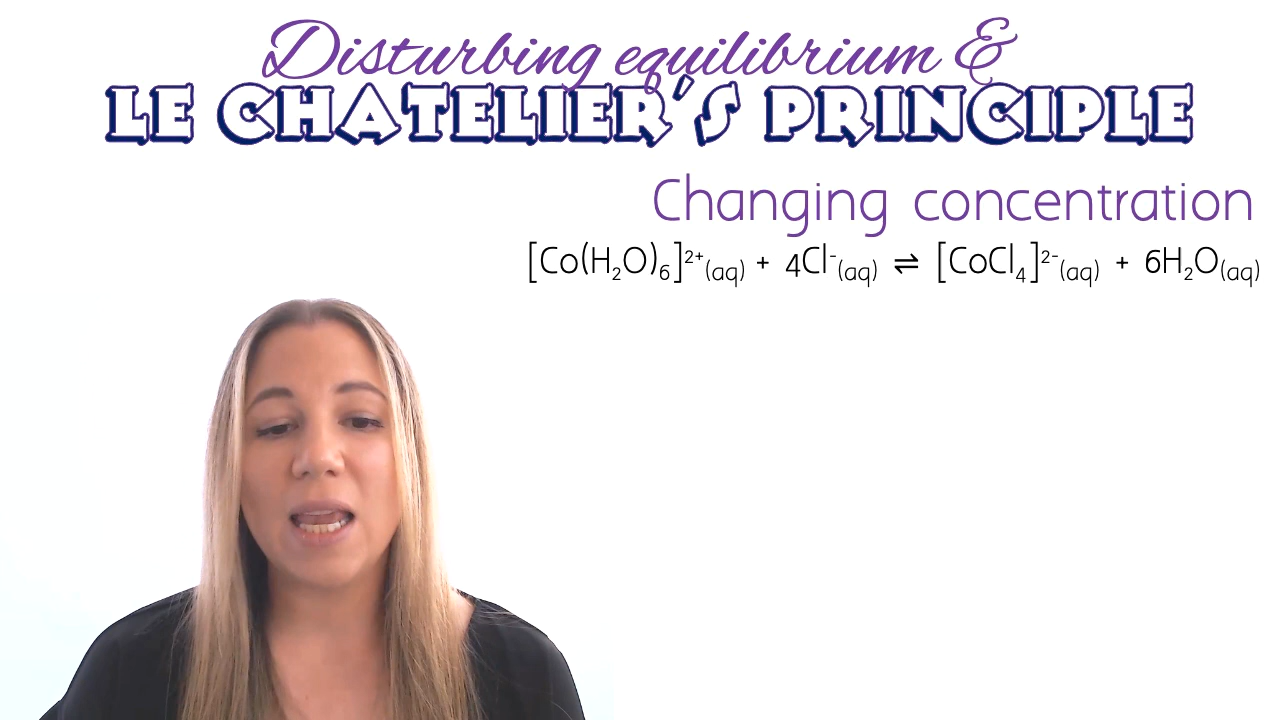 Disturbing equilibrium &
LE CHATELIER'S PRINCIPLE
Changing concentration
[Co(H₂O)₆]²⁺(aq) + 4Cl⁻(aq) ⇌ [CoCl₄]²⁻(aq) + 6H₂O(aq)